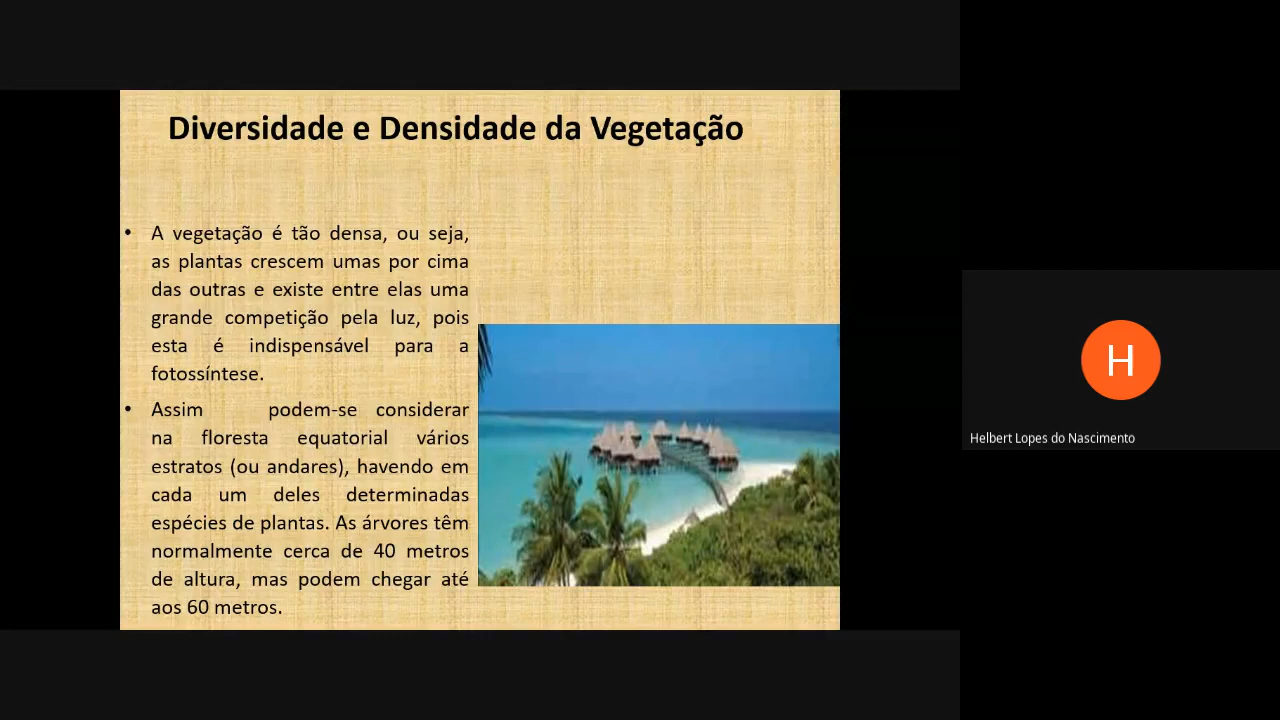 Diversidade e Densidade da Vegetação
• A vegetação é tão densa, ou seja,
as plantas crescem umas por cima
das outras e existe entre elas uma
grande competição pela luz, pois
esta é indispensável para a
fotossíntese.
• Assim podem-se considerar
na floresta equatorial vários
estratos (ou andares), havendo em
cada um deles determinadas
espécies de plantas. As árvores têm
normalmente cerca de 40 metros
de altura, mas podem chegar até
aos 60 metros.
H
Helbert Lopes do Nascimento